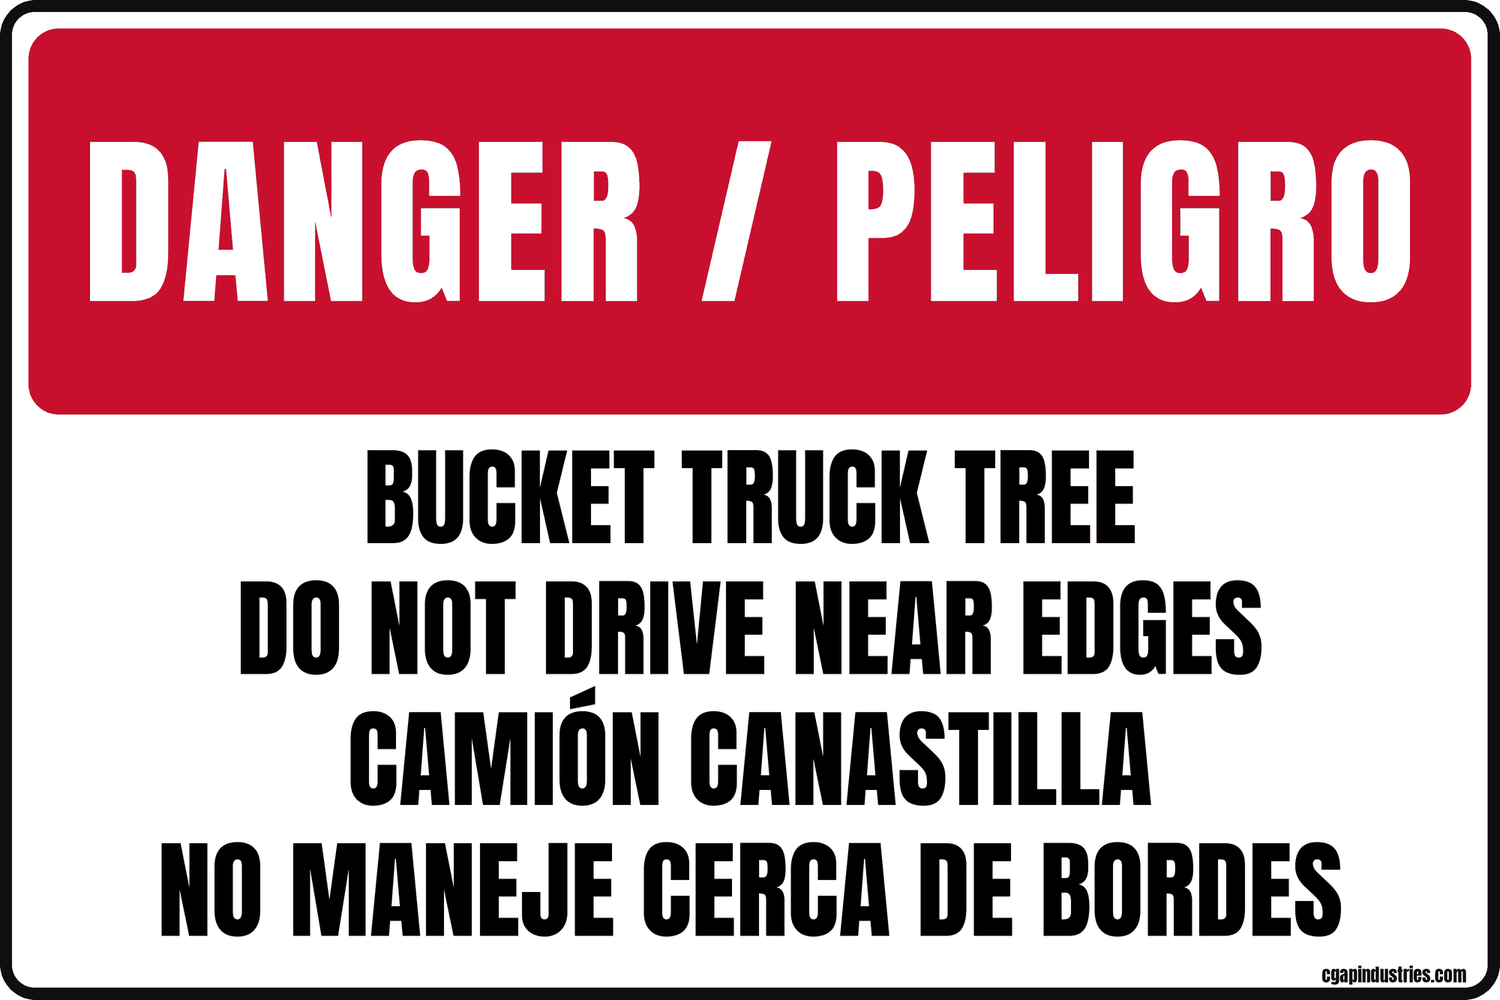 DANGER / PELIGRO
BUCKET TRUCK TREE
DO NOT DRIVE NEAR EDGES
CAMIÓN CANASTILLA
NO MANEJE CERCA DE BORDES
cgapindustries.com